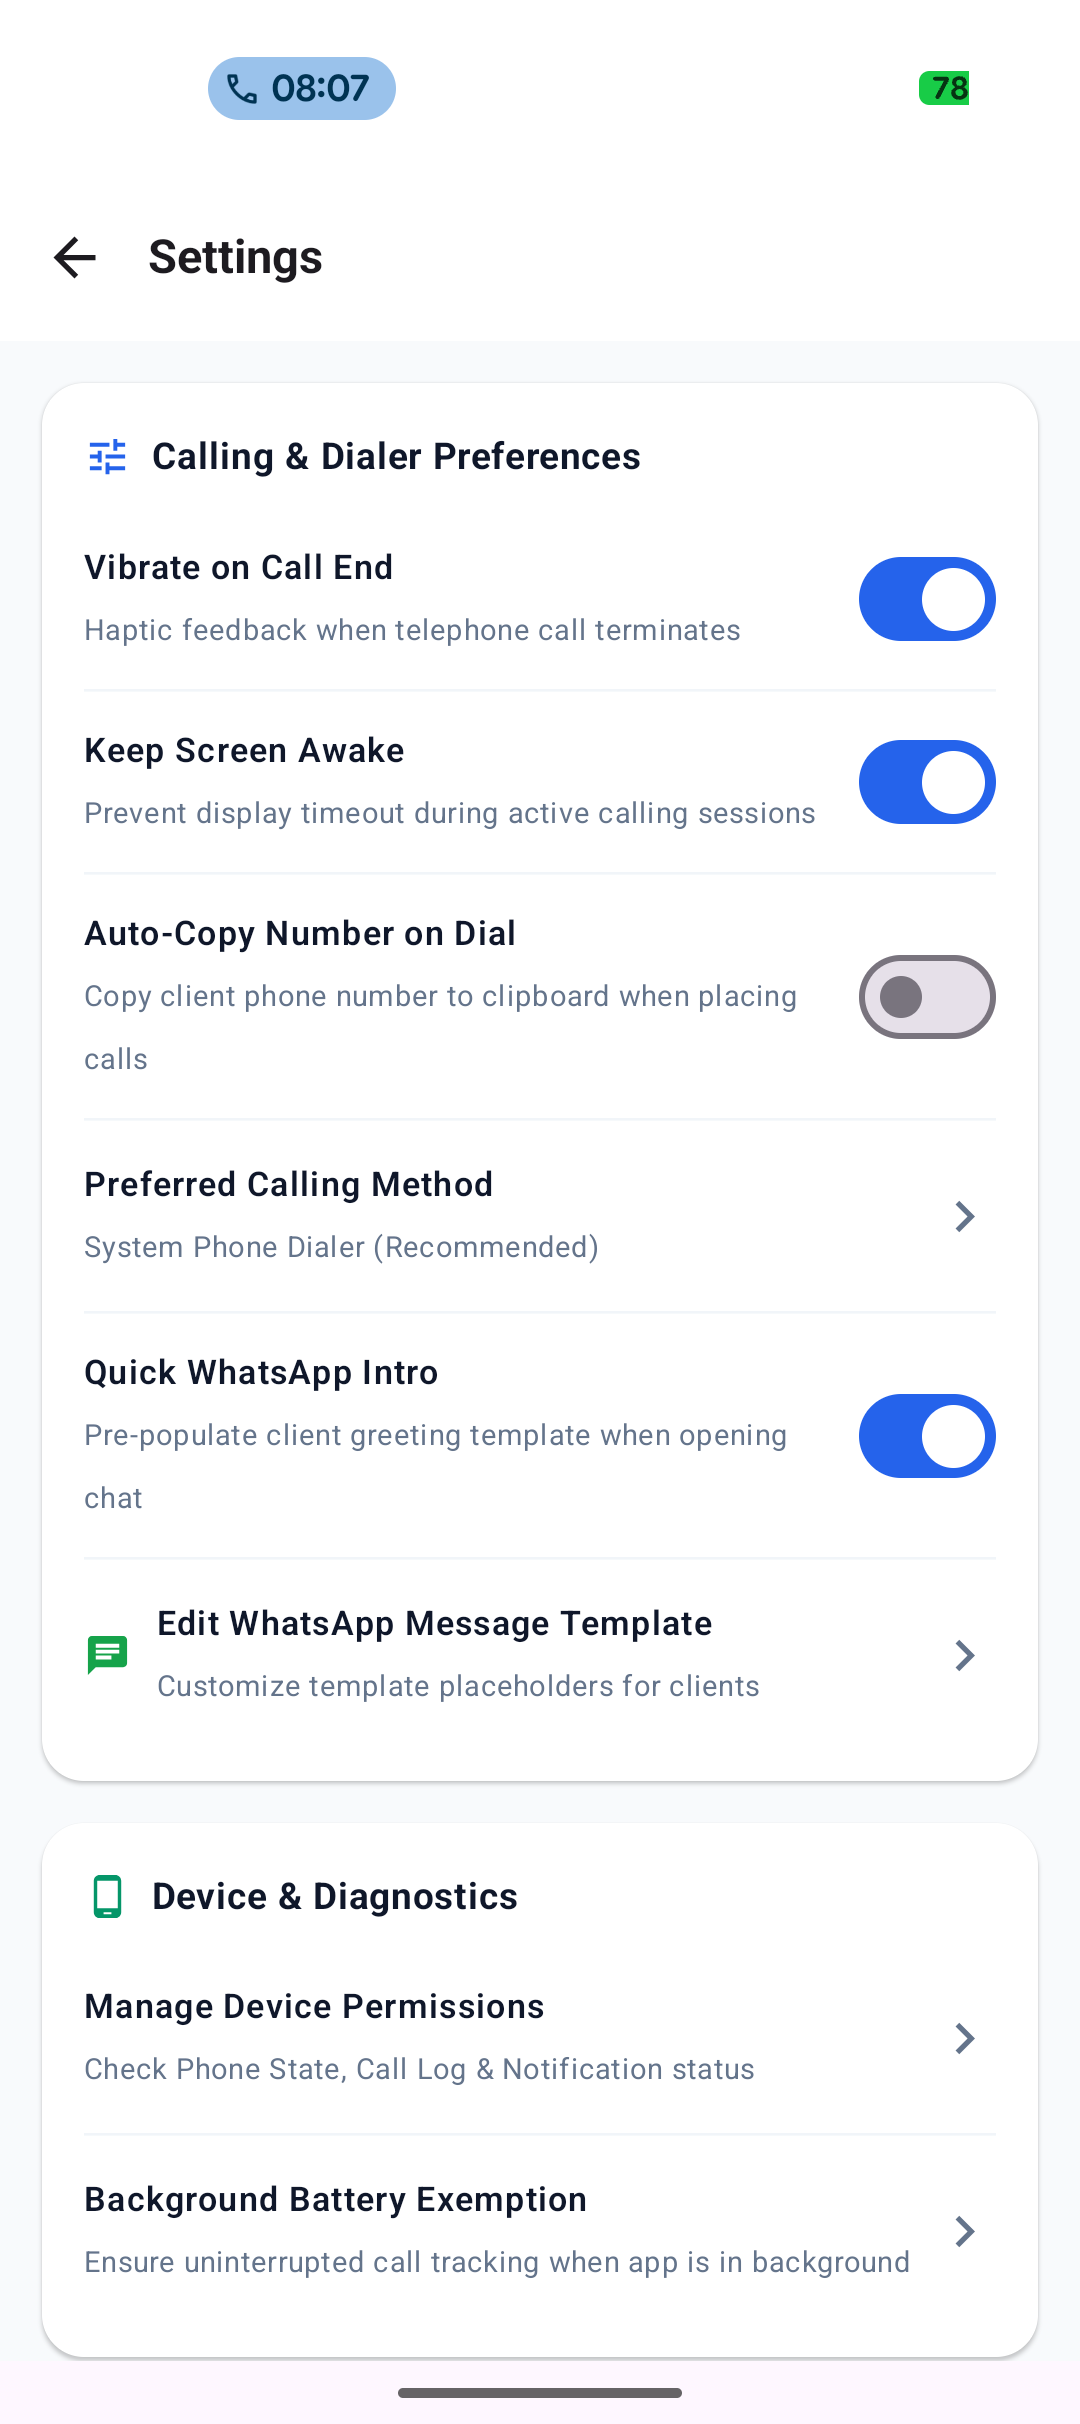 08:07
78
Settings
Calling & Dialer Preferences
Vibrate on Call End
Haptic feedback when telephone call terminates
Keep Screen Awake
Prevent display timeout during active calling sessions
Auto-Copy Number on Dial
Copy client phone number to clipboard when placing
calls
Preferred Calling Method
System Phone Dialer (Recommended)
Quick WhatsApp Intro
Pre-populate client greeting template when opening
chat
Edit WhatsApp Message Template
Customize template placeholders for clients
Device & Diagnostics
Manage Device Permissions
Check Phone State, Call Log & Notification status
Background Battery Exemption
Ensure uninterrupted call tracking when app is in background